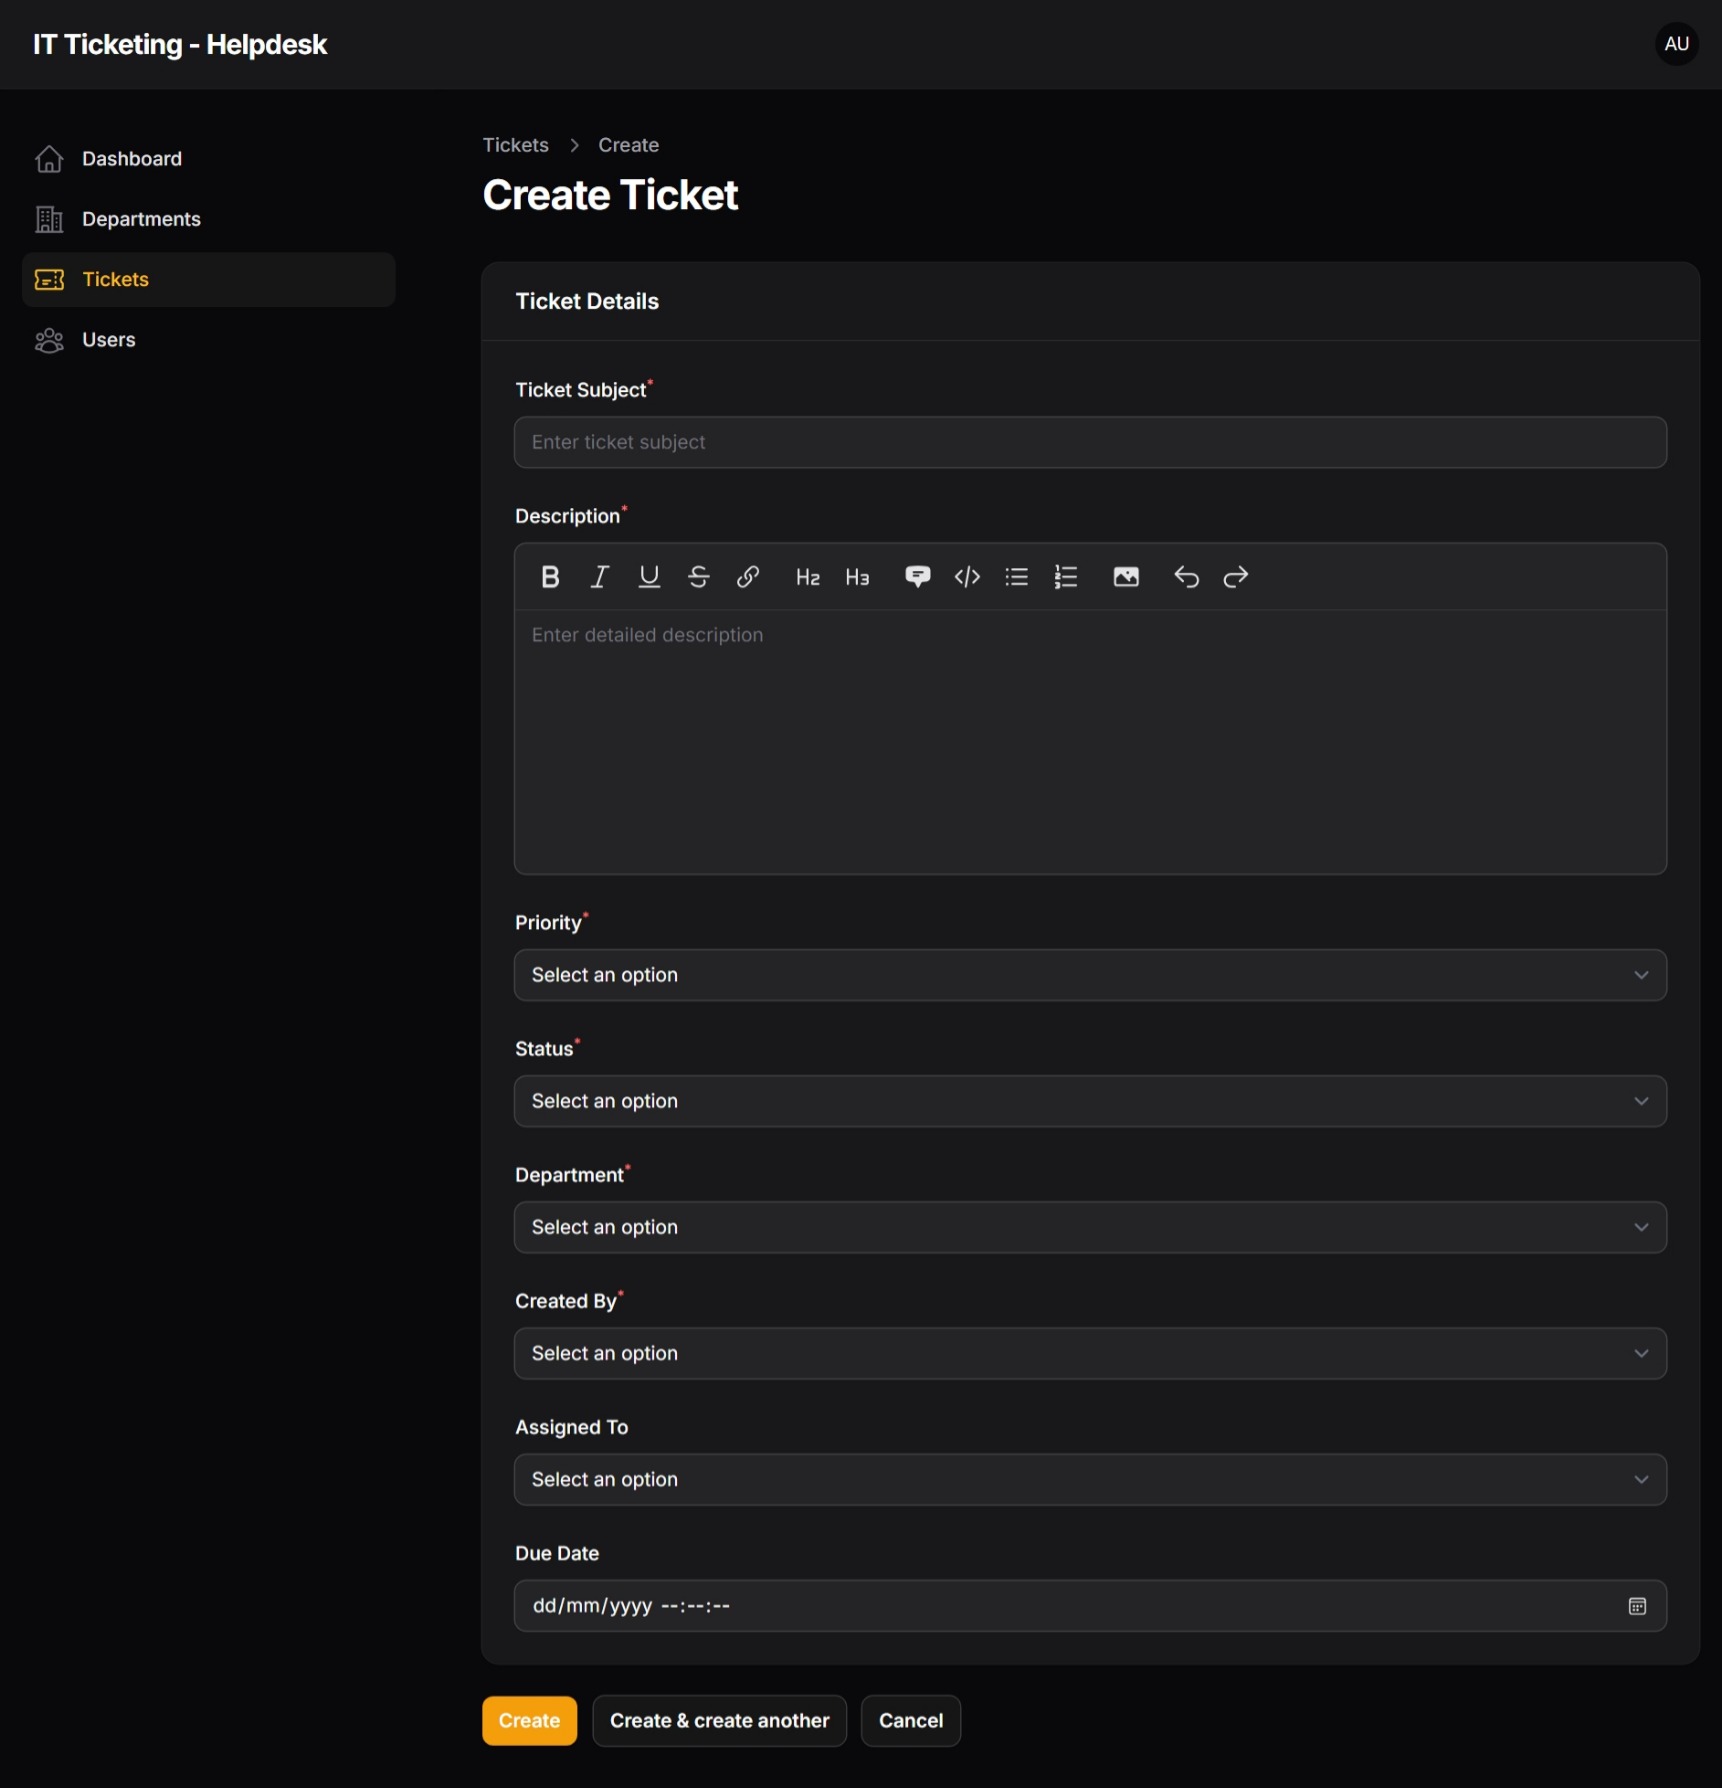 IT Ticketing - Helpdesk
AU
Dashboard
Departments
Tickets
Users
Tickets > Create
Create Ticket
Ticket Details
Ticket Subject*
Enter ticket subject
Description*
B I U S H2 H3
Enter detailed description
Priority*
Select an option
Status*
Select an option
Department*
Select an option
Created By*
Select an option
Assigned To
Select an option
Due Date
dd/mm/yyyy --:--:--
Create
Create & create another
Cancel